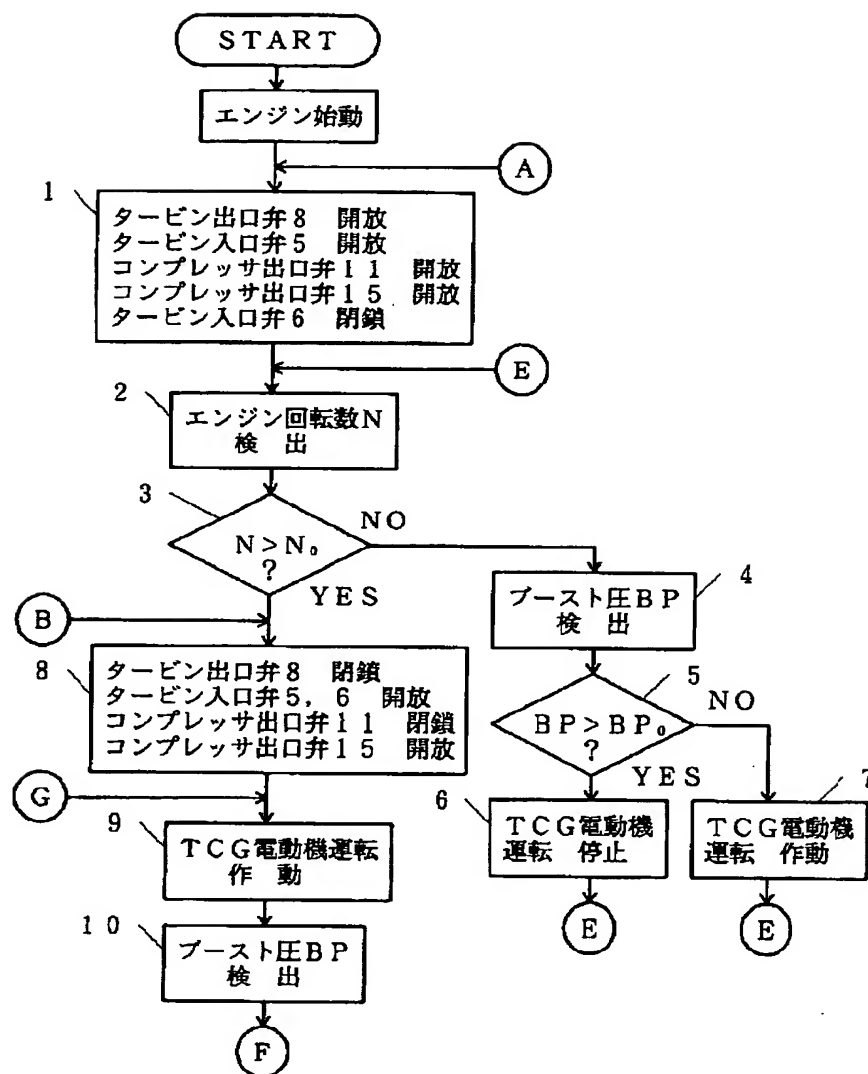 START
エンジン始動
A
1
タービン出口弁8 開放
タービン入口弁5 開放
コンプレッサ出口弁11 開放
コンプレッサ出口弁15 開放
タービン入口弁6 閉鎖
E
2
エンジン回転数N
検 出
3
N>N₀
?
NO
YES
4
ブースト圧BP
検 出
5
BP>BP₀
?
NO
YES
6
TCG電動機
運転 停止
E
7
TCG電動機
運転 作動
E
B
8
タービン出口弁8 閉鎖
タービン入口弁5,6 開放
コンプレッサ出口弁11 閉鎖
コンプレッサ出口弁15 開放
G
9
TCG電動機運転
作 動
10
ブースト圧BP
検 出
F